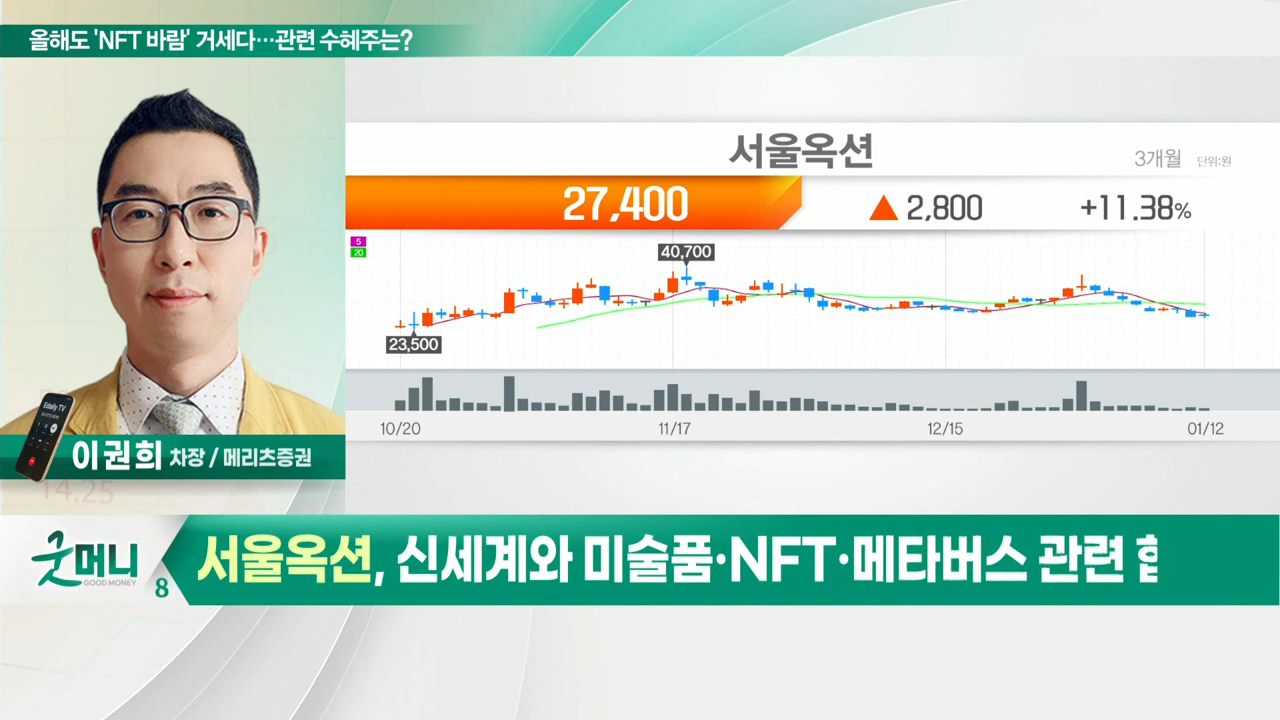 올해도 'NFT 바람' 거세다…관련 수혜주는?
서울옥션
3개월 단위:원
27,400
▲ 2,800
+11.38%
5
20
40,700
23,500
10/20
11/17
12/15
01/12
Edaily TV
이권희 차장 / 메리츠증권
14.25
굿머니
GOOD MONEY
8
서울옥션, 신세계와 미술품·NFT·메타버스 관련